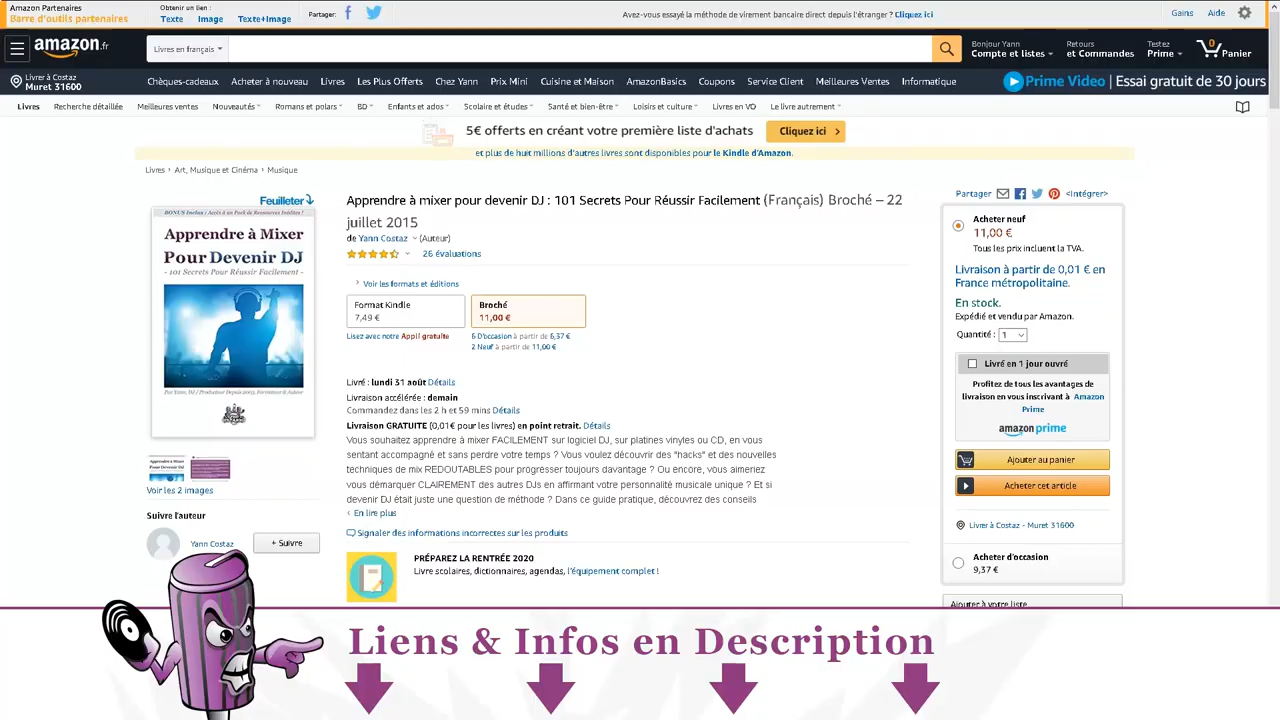 Amazon Partenaires
Barre d'outils partenaires
Obtenir un lien :
Texte Image Texte+Image
Partager:
Avez-vous essayé la méthode de virement bancaire direct depuis l'étranger ? Cliquez ici
Gains Aide
amazon.fr
Livres en français
Bonjour Yann
Compte et listes
Retours
et Commandes
Testez
Prime
0
Panier
Livrer à Costaz
Muret 31600
Chèques-cadeaux Acheter à nouveau Livres Les Plus Offerts Chez Yann Prix Mini Cuisine et Maison AmazonBasics Coupons Service Client Meilleures Ventes Informatique
Prime Video | Essai gratuit de 30 jours
Livres Recherche détaillée Meilleures ventes Nouveautés Romans et polars BD Enfants et ados Scolaire et études Santé et bien-être Loisirs et culture Livres en VO Le livre autrement
5€ offerts en créant votre première liste d'achats Cliquez ici
et plus de huit millions d'autres livres sont disponibles pour le Kindle d'Amazon.
Livres › Art, Musique et Cinéma › Musique
Feuilleter
BONUS Inclus : Accès à un Pack de Ressources Inédites !
Apprendre à Mixer
Pour Devenir DJ
- 101 Secrets Pour Réussir Facilement -
Par Yann, DJ / Producteur Depuis 2003, Formateur & Auteur
Voir les 2 images
Suivre l'auteur
Yann Costaz
+ Suivre
Apprendre à mixer pour devenir DJ : 101 Secrets Pour Réussir Facilement (Français) Broché – 22
juillet 2015
de Yann Costaz (Auteur)
26 évaluations
Voir les formats et éditions
Format Kindle
7,49 €
Broché
11,00 €
Lisez avec notre Appli gratuite
6 D'occasion à partir de 6,37 €
2 Neuf à partir de 11,00 €
Livré : lundi 31 août Détails
Livraison accélérée : demain
Commandez dans les 2 h et 59 mins Détails
Livraison GRATUITE (0,01€ pour les livres) en point retrait. Détails
Vous souhaitez apprendre à mixer FACILEMENT sur logiciel DJ, sur platines vinyles ou CD, en vous
sentant accompagné et sans perdre votre temps ? Vous voulez découvrir des "hacks" et des nouvelles
techniques de mix REDOUTABLES pour progresser toujours davantage ? Ou encore, vous aimeriez
vous démarquer CLAIREMENT des autres DJs en affirmant votre personnalité musicale unique ? Et si
devenir DJ était juste une question de méthode ? Dans ce guide pratique, découvrez des conseils
En lire plus
Signaler des informations incorrectes sur les produits
PRÉPAREZ LA RENTRÉE 2020
Livre scolaires, dictionnaires, agendas, l'équipement complet !
Partager <Intégrer>
Acheter neuf
11,00 €
Tous les prix incluent la TVA.
Livraison à partir de 0,01 € en
France métropolitaine.
En stock.
Expédié et vendu par Amazon.
Quantité : 1
Livré en 1 jour ouvré
Profitez de tous les avantages de
livraison en vous inscrivant à Amazon
Prime
amazon prime
Ajouter au panier
Acheter cet article
Livrer à Costaz - Muret 31600
Acheter d'occasion
9,37 €
Ajouter à votre liste
Liens & Infos en Description